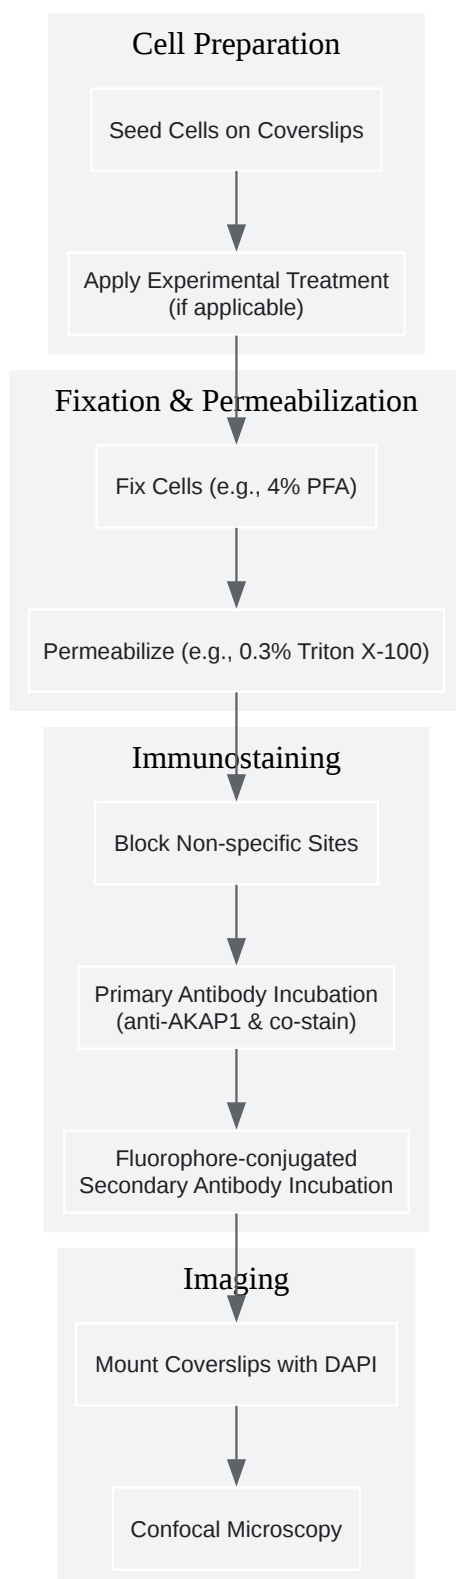 Cell Preparation
Seed Cells on Coverslips
Apply Experimental Treatment
(if applicable)
Fixation & Permeabilization
Fix Cells (e.g., 4% PFA)
Permeabilize (e.g., 0.3% Triton X-100)
Immunostaining
Block Non-specific Sites
Primary Antibody Incubation
(anti-AKAP1 & co-stain)
Fluorophore-conjugated
Secondary Antibody Incubation
Imaging
Mount Coverslips with DAPI
Confocal Microscopy